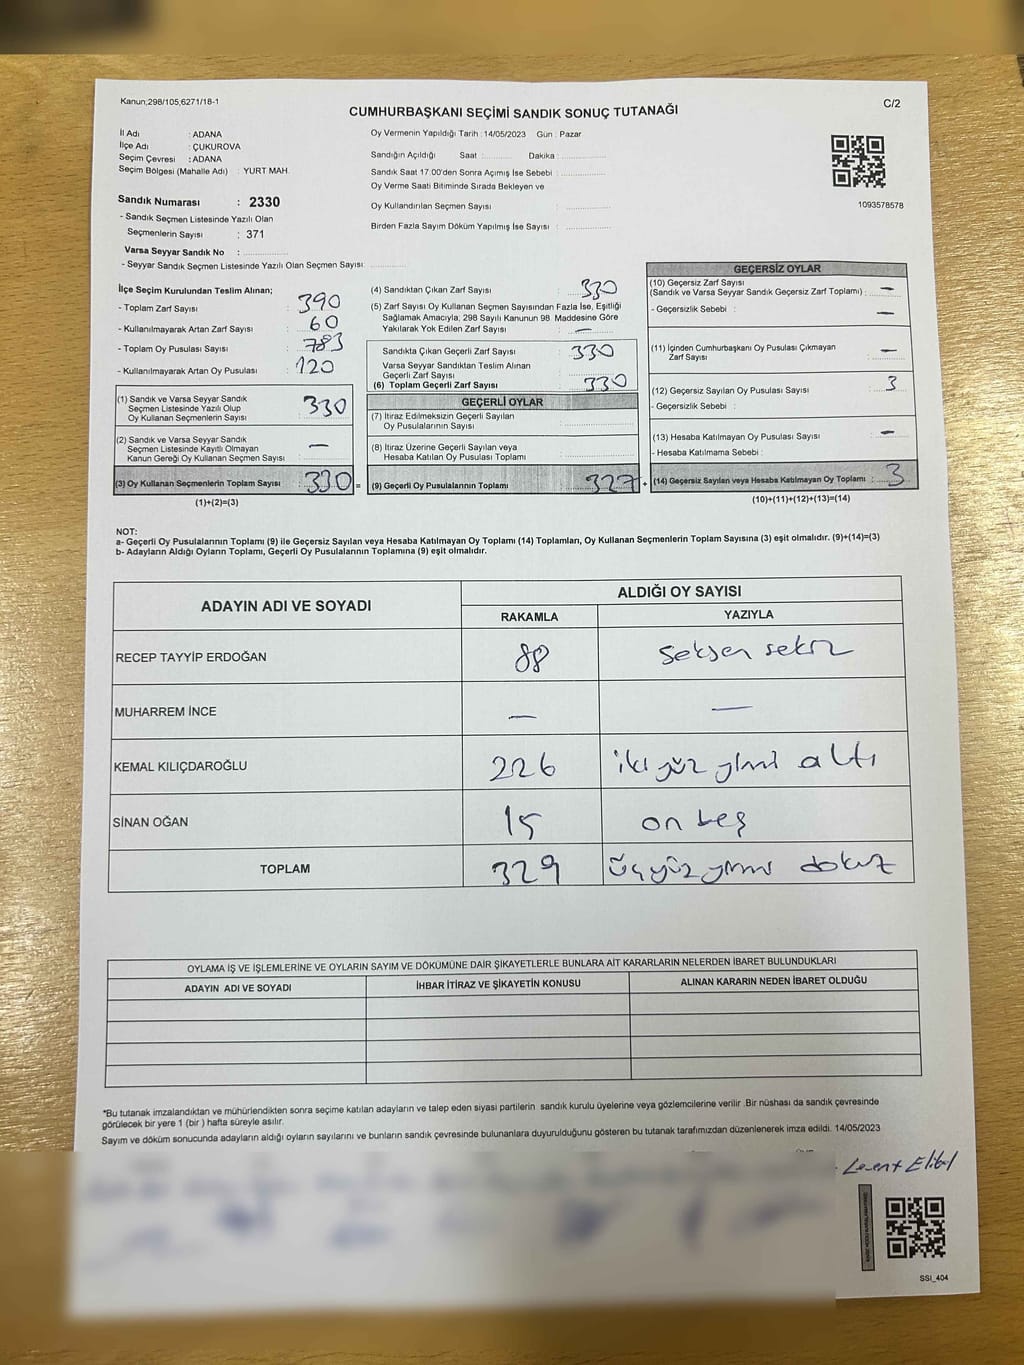 Kanun;298/105,6271/18-1
C/2
CUMHURBAŞKANI SEÇİMİ SANDIK SONUÇ TUTANAĞI
İl Adı : ADANA
İlçe Adı : ÇUKUROVA
Seçim Çevresi : ADANA
Seçim Bölgesi (Mahalle Adı) : YURT MAH.
Sandık Numarası : 2330
- Sandık Seçmen Listesinde Yazılı Olan
Seçmenlerin Sayısı : 371
Varsa Seyyar Sandık No :
- Seyyar Sandık Seçmen Listesinde Yazılı Olan Seçmen Sayısı:
Oy Vermenin Yapıldığı Tarih : 14/05/2023 Gün : Pazar
Sandığın Açıldığı Saat : Dakika :
Sandık Saat 17.00'den Sonra Açımış İse Sebebi :
Oy Verme Saati Bitiminde Sırada Bekleyen ve
Oy Kullandırılan Seçmen Sayısı :
Birden Fazla Sayım Döküm Yapılmış İse Sayısı :
1093578578
İlçe Seçim Kurulundan Teslim Alınan;
- Toplam Zarf Sayısı : 390
- Kullanılmayarak Artan Zarf Sayısı : 60
- Toplam Oy Pusulası Sayısı : 783
- Kullanılmayarak Artan Oy Pusulası : 120
(1) Sandık ve Varsa Seyyar Sandık
Seçmen Listesinde Yazılı Olup
Oy Kullanan Seçmenlerin Sayısı : 330
(2) Sandık ve Varsa Seyyar Sandık
Seçmen Listesinde Kayıtlı Olmayan
Kanun Gereği Oy Kullanan Seçmen Sayısı : —
(3) Oy Kullanan Seçmenlerin Toplam Sayısı : 330
(1)+(2)=(3)
(4) Sandıktan Çıkan Zarf Sayısı : 330
(5) Zarf Sayısı Oy Kullanan Seçmen Sayısından Fazla İse, Eşitliği
Sağlamak Amacıyla; 298 Sayılı Kanunun 98. Maddesine Göre
Yakılarak Yok Edilen Zarf Sayısı : —
Sandıkta Çıkan Geçerli Zarf Sayısı : 330
Varsa Seyyar Sandıktan Teslim Alınan
Geçerli Zarf Sayısı :
(6) Toplam Geçerli Zarf Sayısı : 330
GEÇERLİ OYLAR
(7) İtiraz Edilmeksizin Geçerli Sayılan
Oy Pusulalarının Sayısı :
(8) İtiraz Üzerine Geçerli Sayılan veya
Hesaba Katılan Oy Pusulası Toplamı :
= (9) Geçerli Oy Pusulalarının Toplamı : 327 +
GEÇERSİZ OYLAR
(10) Geçersiz Zarf Sayısı
(Sandık ve Varsa Seyyar Sandık Geçersiz Zarf Toplamı) : —
- Geçersizlik Sebebi : —
(11) İçinden Cumhurbaşkanı Oy Pusulası Çıkmayan
Zarf Sayısı : —
(12) Geçersiz Sayılan Oy Pusulası Sayısı : 3
- Geçersizlik Sebebi :
(13) Hesaba Katılmayan Oy Pusulası Sayısı : —
- Hesaba Katılmama Sebebi :
(14) Geçersiz Sayılan veya Hesaba Katılmayan Oy Toplamı : 3
(10)+(11)+(12)+(13)=(14)
NOT:
a- Geçerli Oy Pusulalarının Toplamı (9) ile Geçersiz Sayılan veya Hesaba Katılmayan Oy Toplamı (14) Toplamları, Oy Kullanan Seçmenlerin Toplam Sayısına (3) eşit olmalıdır. (9)+(14)=(3)
b- Adayların Aldığı Oyların Toplamı, Geçerli Oy Pusulalarının Toplamına (9) eşit olmalıdır.
ADAYIN ADI VE SOYADI
ALDIĞI OY SAYISI
RAKAMLA YAZIYLA
RECEP TAYYİP ERDOĞAN 88 seksen sekiz
MUHARREM İNCE — —
KEMAL KILIÇDAROĞLU 226 iki yüz yirmi altı
SİNAN OĞAN 15 on beş
TOPLAM 329 üçyüz yirmi dokuz
OYLAMA İŞ VE İŞLEMLERİNE VE OYLARIN SAYIM VE DÖKÜMÜNE DAİR ŞİKAYETLERLE BUNLARA AİT KARARLARIN NELERDEN İBARET BULUNDUKLARI
ADAYIN ADI VE SOYADI İHBAR İTİRAZ VE ŞİKAYETİN KONUSU ALINAN KARARIN NEDEN İBARET OLDUĞU
*Bu tutanak imzalandıktan ve mühürlendikten sonra seçime katılan adayların ve talep eden siyasi partilerin sandık kurulu üyelerine veya gözlemcilerine verilir .Bir nüshası da sandık çevresinde
görülecek bir yere 1 (bir ) hafta süreyle asılır.
Sayım ve döküm sonucunda adayların aldığı oyların sayılarını ve bunların sandık çevresinde bulunanlara duyurulduğunu gösteren bu tutanak tarafımızdan düzenlenerek imza edildi. 14/05/2023
Levent Elibol
SSI_404